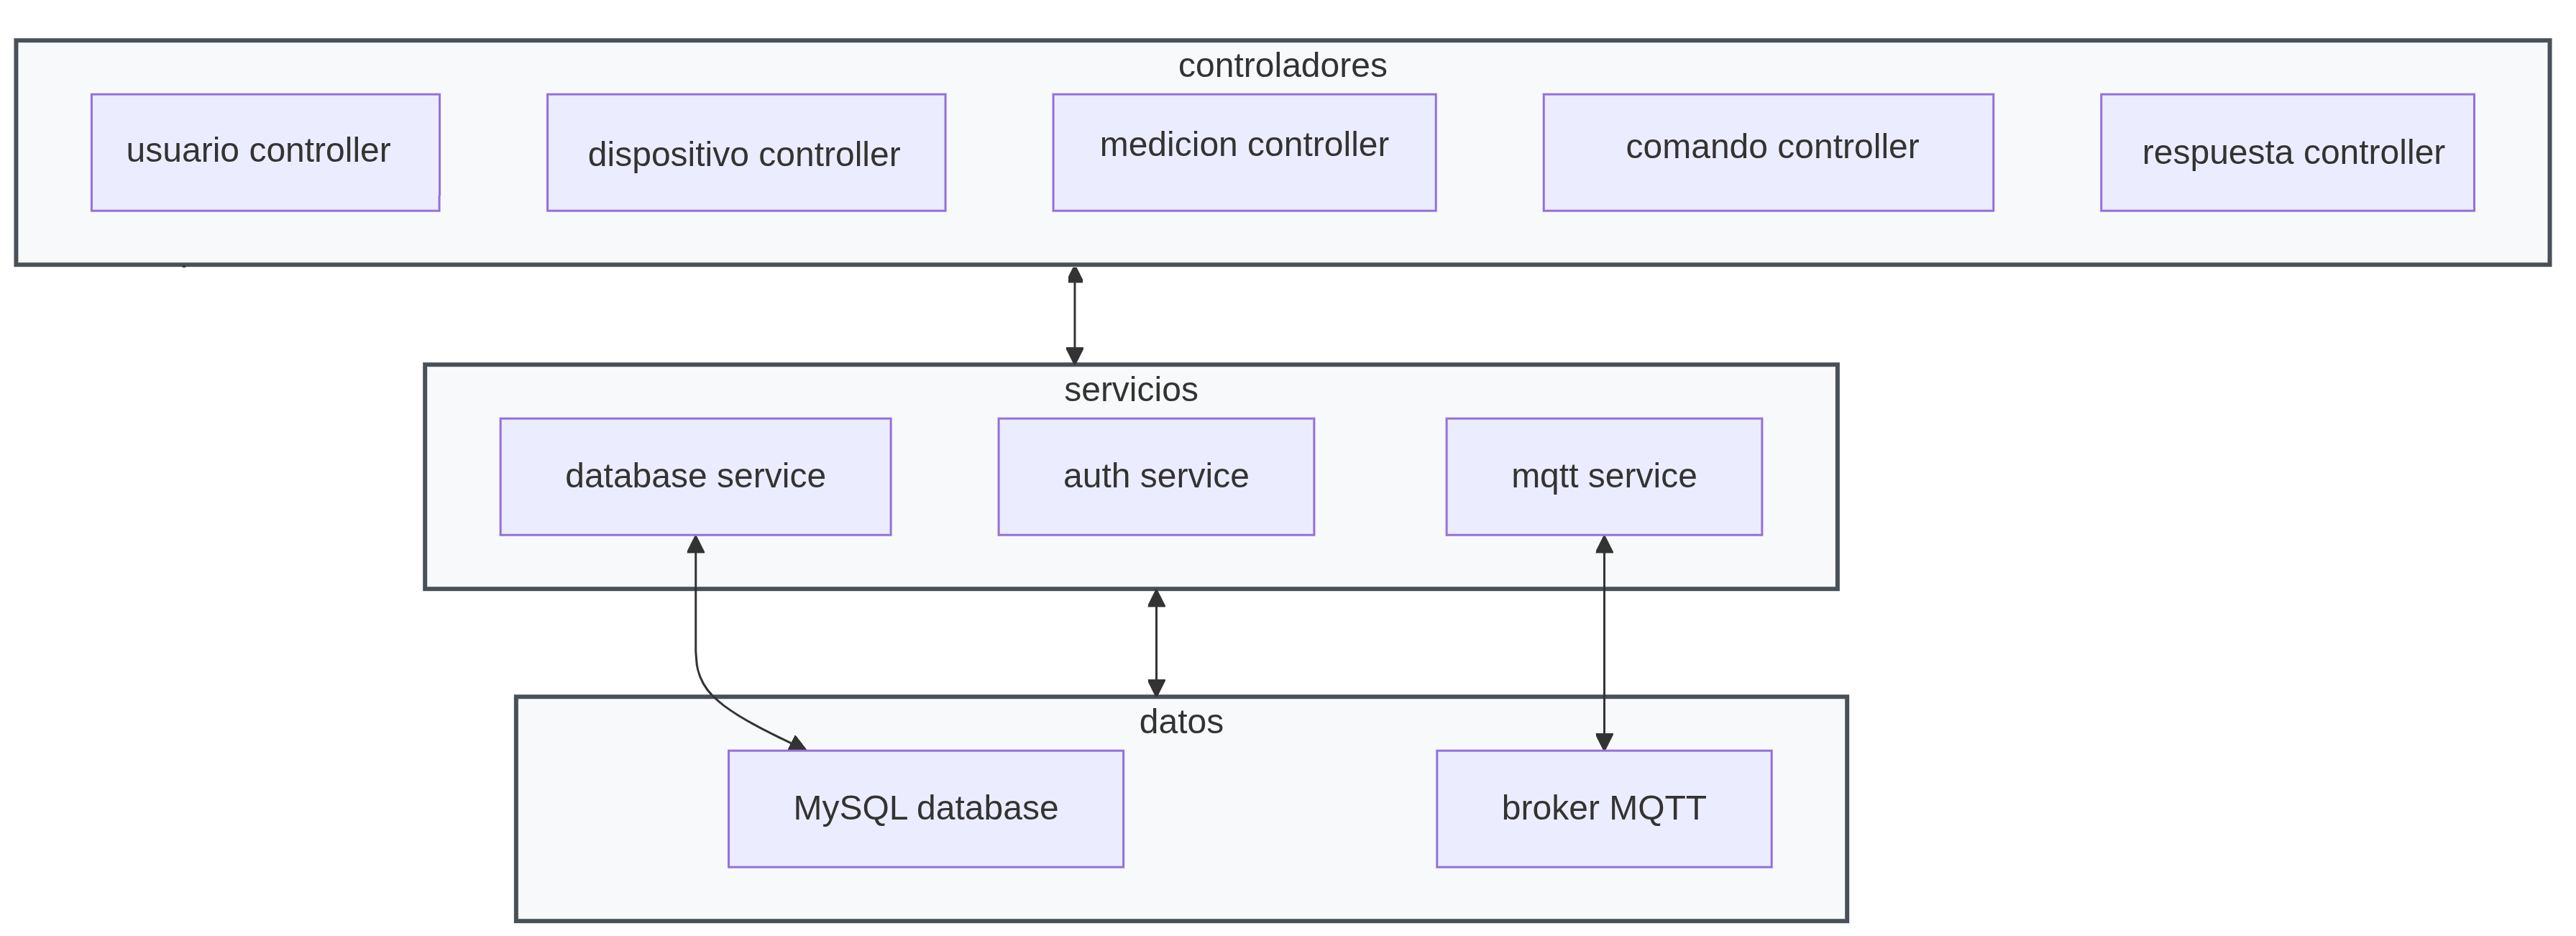 controladores
usuario controller
dispositivo controller
medicion controller
comando controller
respuesta controller
servicios
database service
auth service
mqtt service
datos
MySQL database
broker MQTT